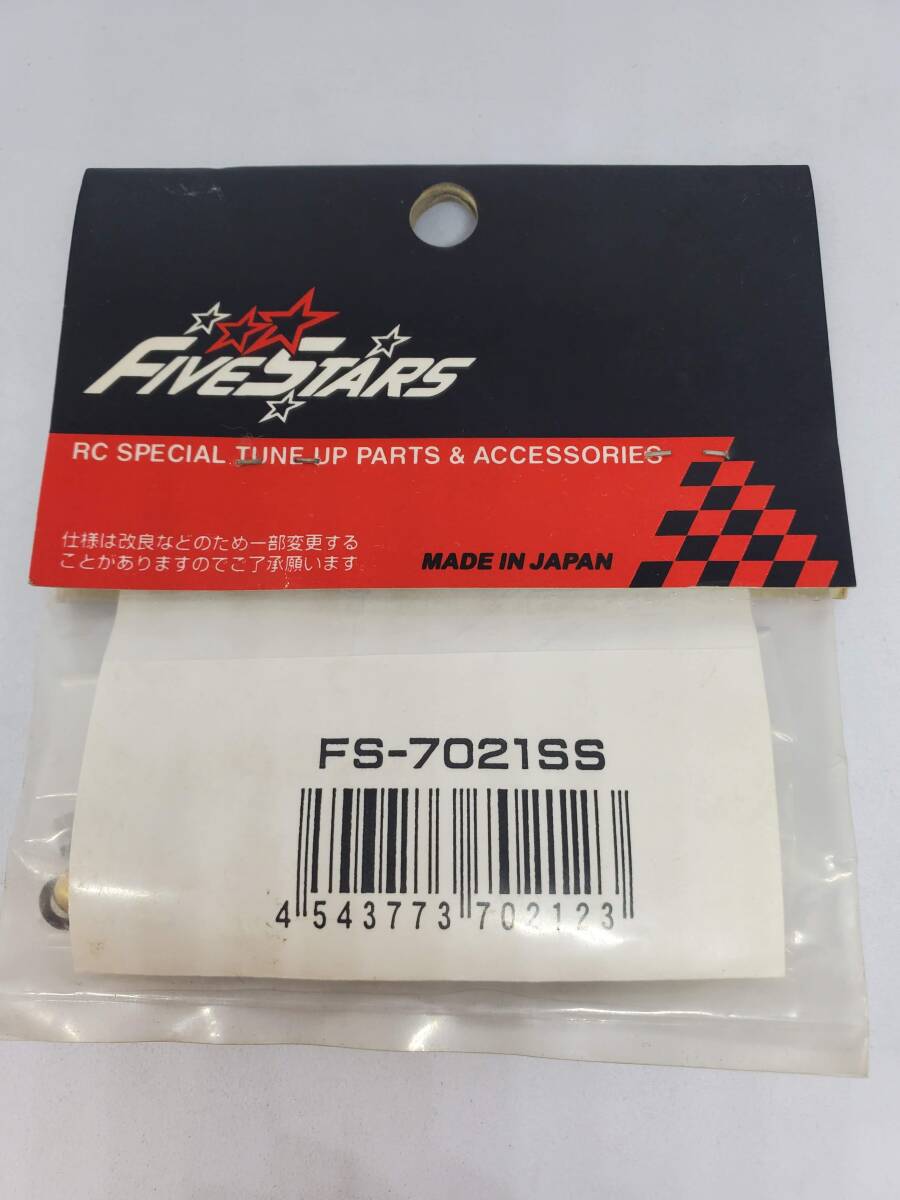 FIVESTARS
RC SPECIAL TUNE UP PARTS & ACCESSORIES
仕様は改良などのため一部変更する
ことがありますのでご了承願います
MADE IN JAPAN
FS-7021SS
4 543773 702123